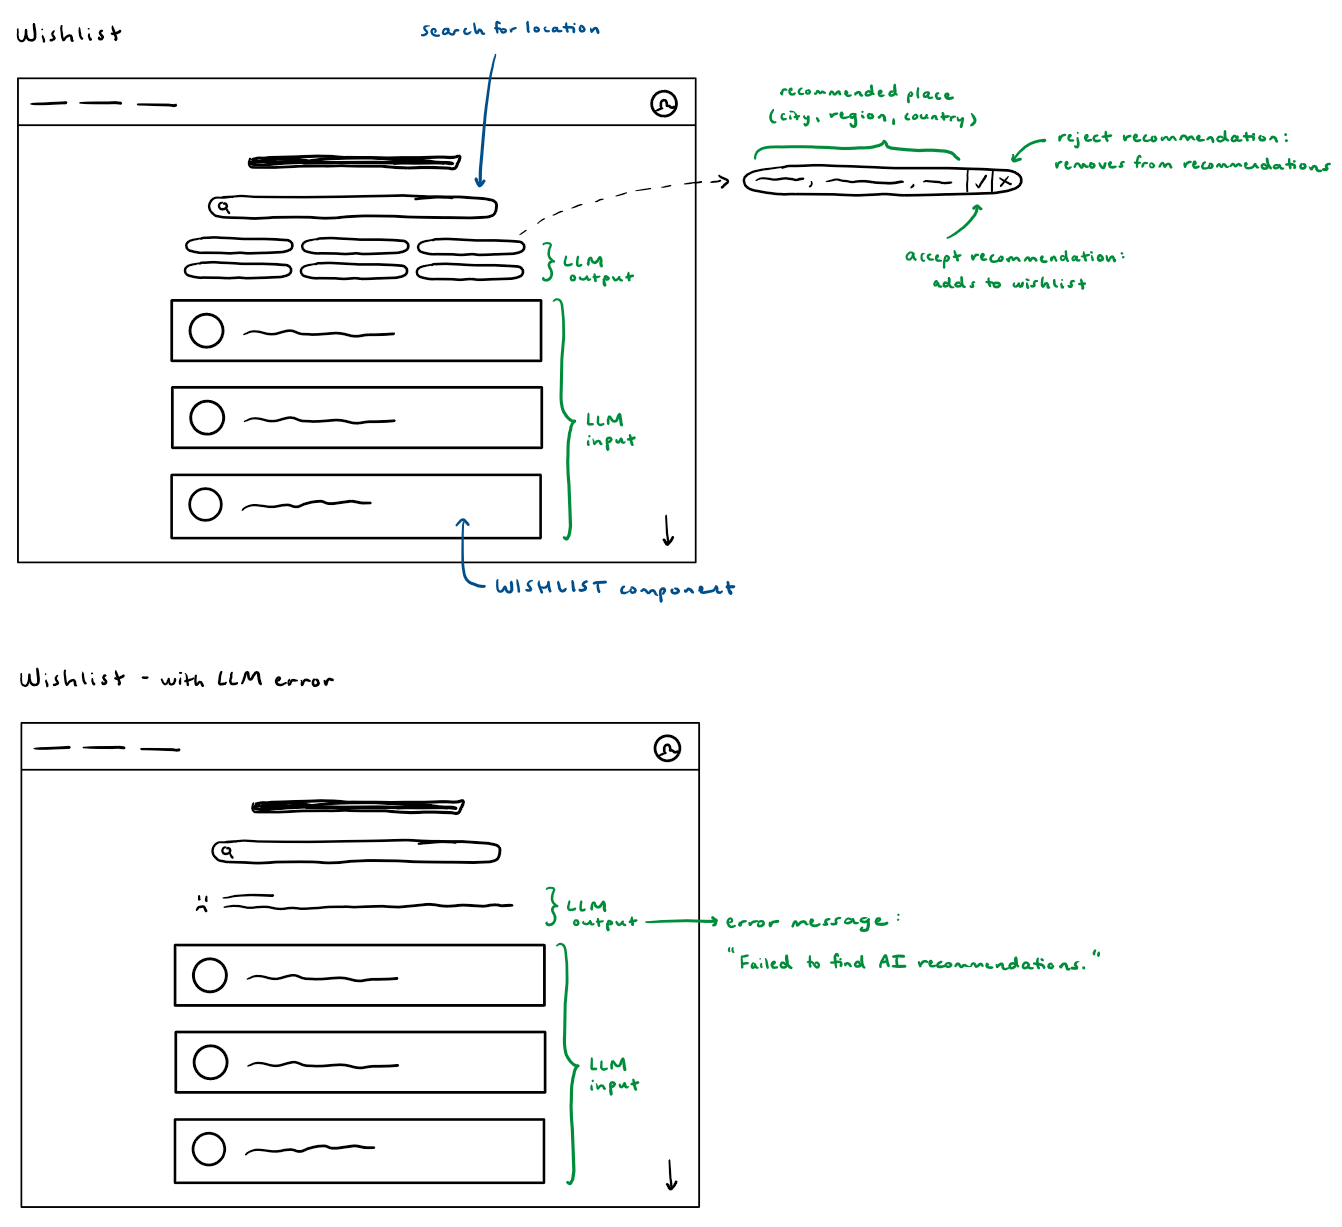 Wishlist
search for location
recommended place
(city, region, country)
reject recommendation:
removes from recommendations
accept recommendation:
adds to wishlist
LLM
output
LLM
input
WISHLIST component
Wishlist - with LLM error
LLM
output
error message:
"Failed to find AI recommendations."
LLM
input